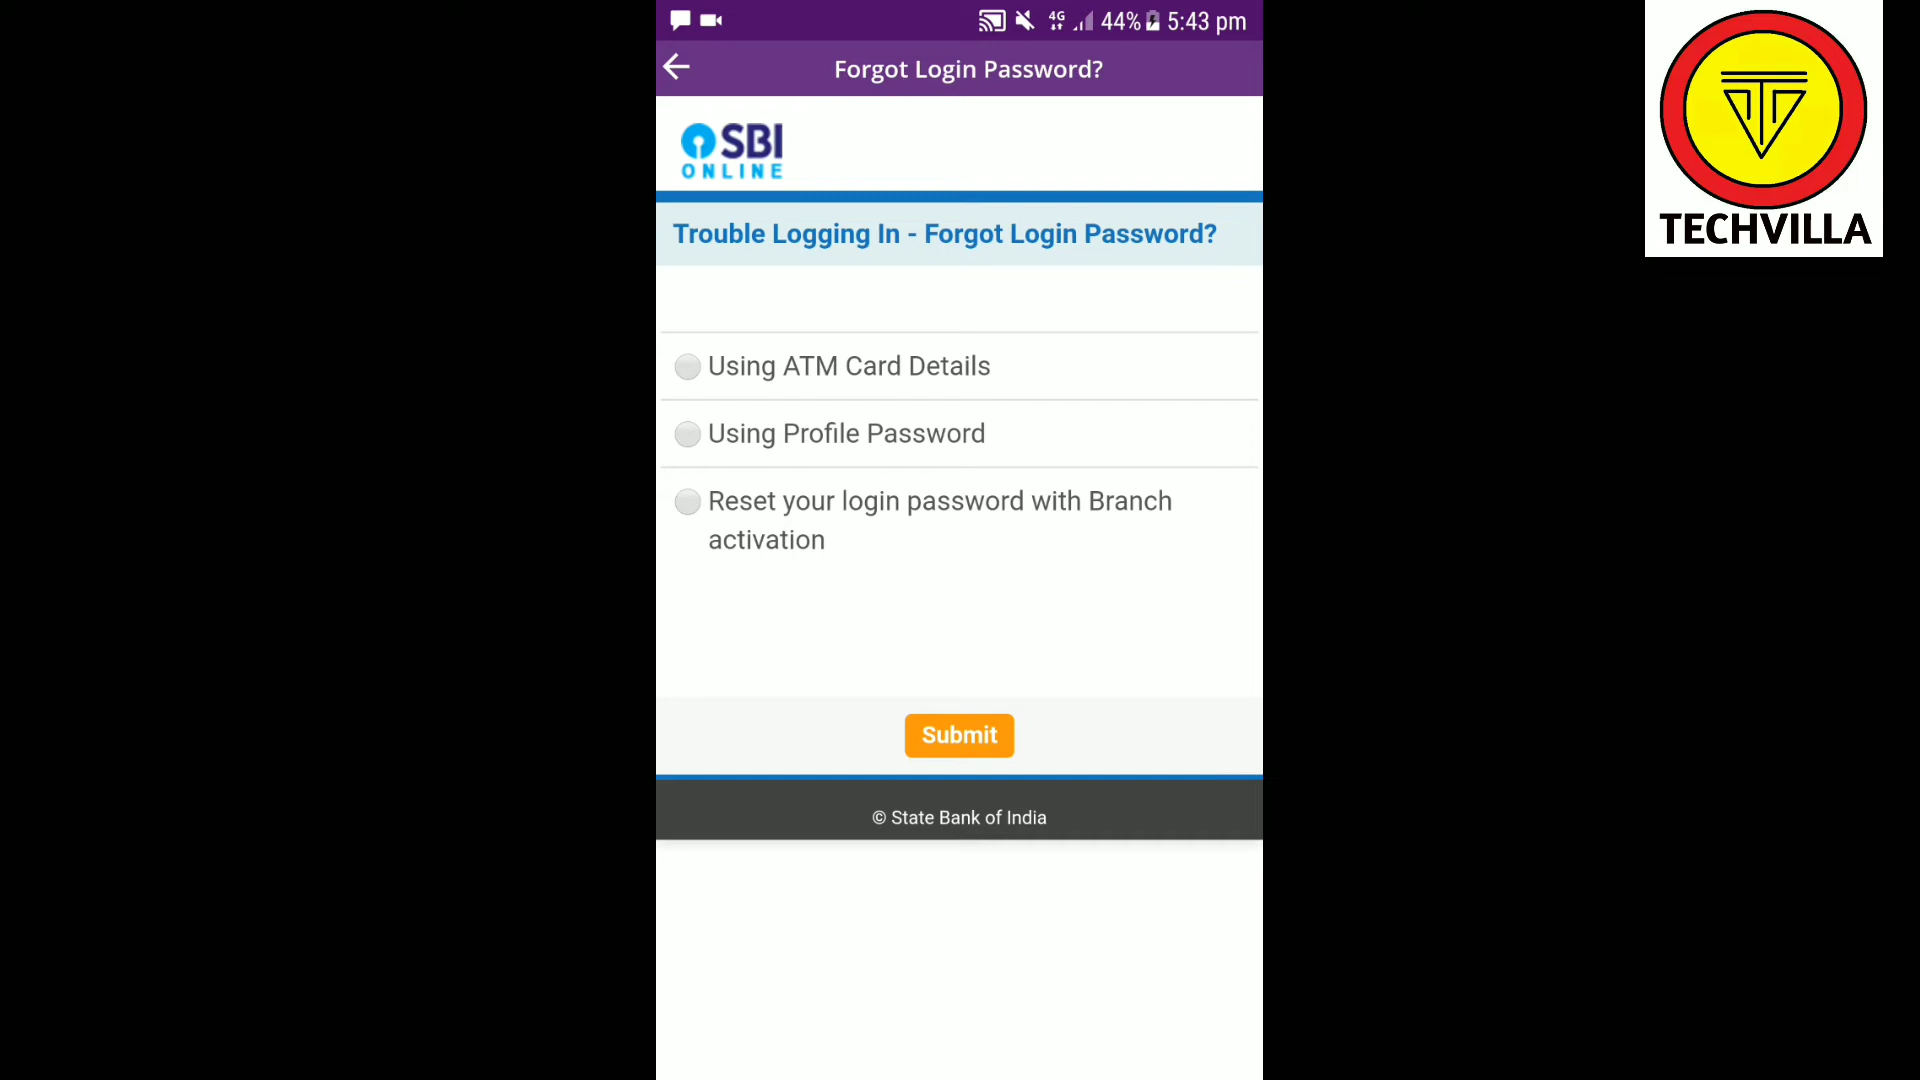 4G 44% 5:43 pm
Forgot Login Password?
SBI
ONLINE
Trouble Logging In - Forgot Login Password?
Using ATM Card Details
Using Profile Password
Reset your login password with Branch
activation
Submit
© State Bank of India
TECHVILLA